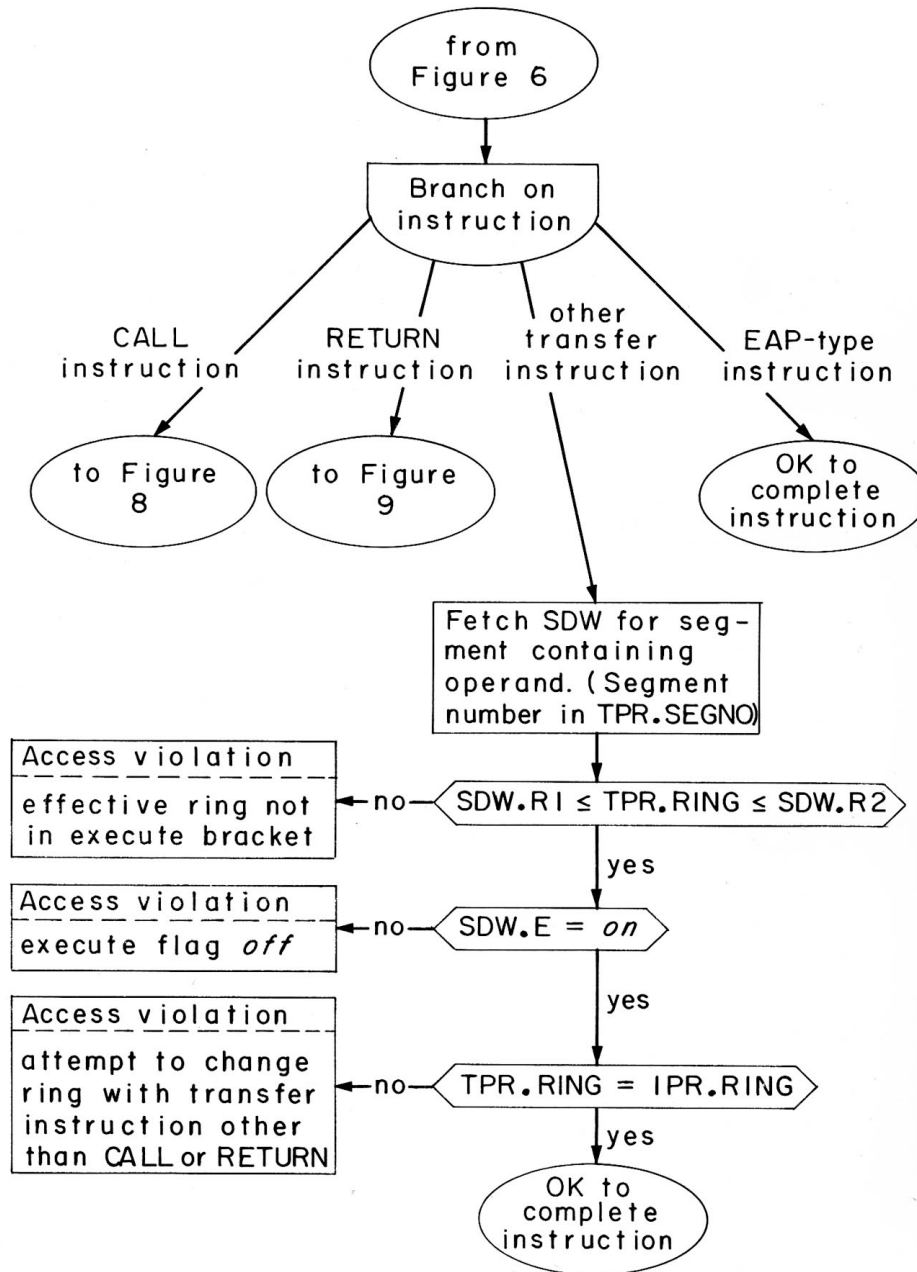 from
Figure 6
Branch on
instruction
CALL
instruction
RETURN
instruction
other
transfer
instruction
EAP-type
instruction
to Figure
8
to Figure
9
OK to
complete
instruction
Fetch SDW for seg-
ment containing
operand. (Segment
number in TPR.SEGNO)
Access violation
effective ring not
in execute bracket
no
SDW.R1 ≤ TPR.RING ≤ SDW.R2
yes
Access violation
execute flag off
no
SDW.E = on
yes
Access violation
attempt to change
ring with transfer
instruction other
than CALL or RETURN
no
TPR.RING = IPR.RING
yes
OK to
complete
instruction